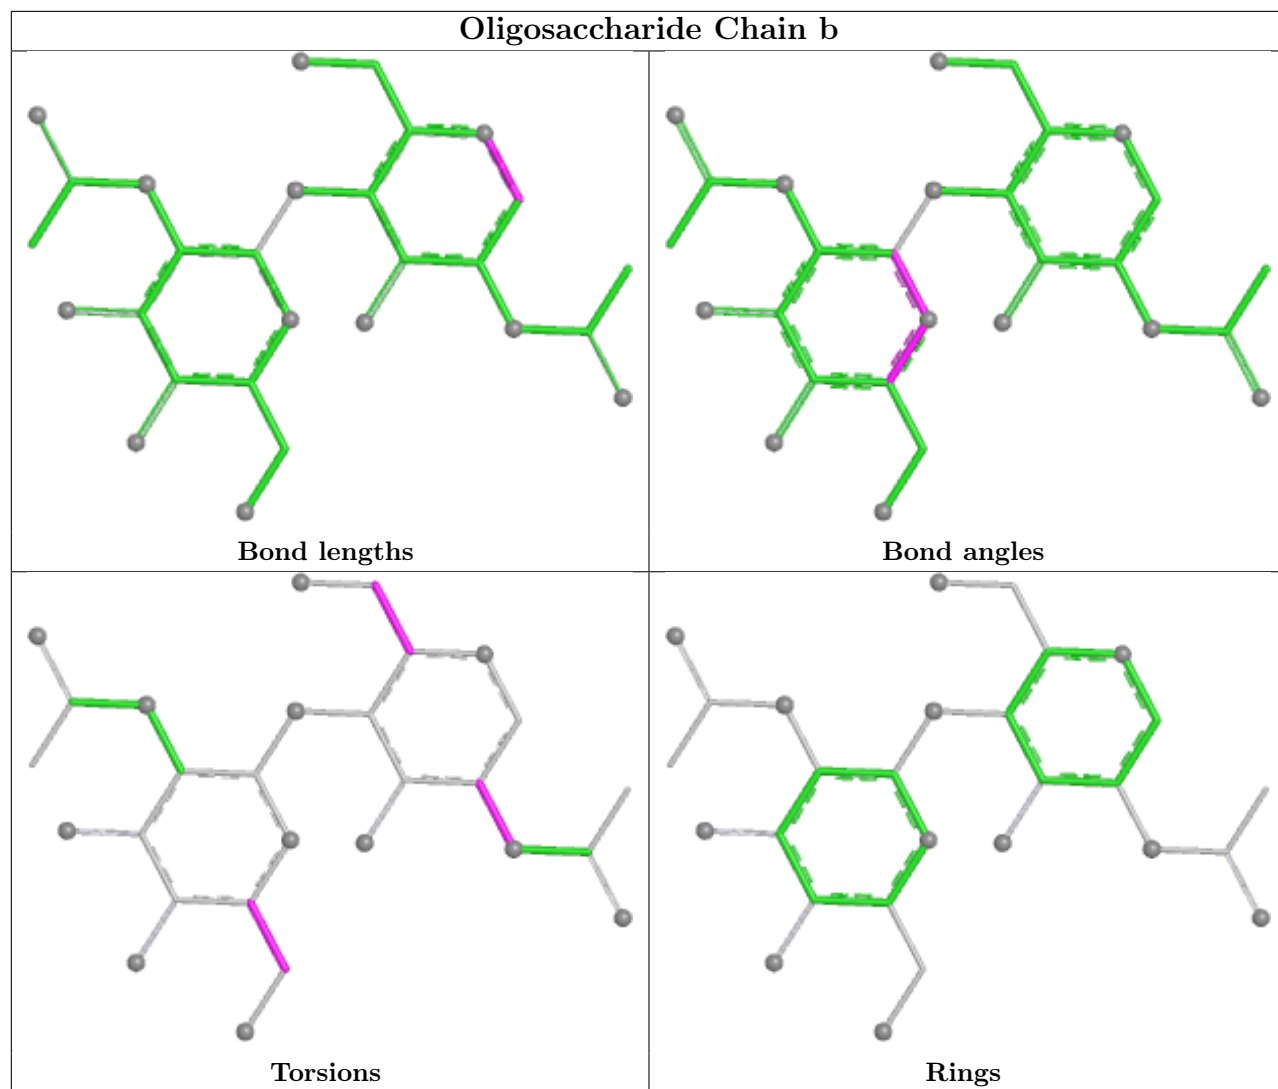 Oligosaccharide Chain b
Bond lengths
Bond angles
Torsions
Rings